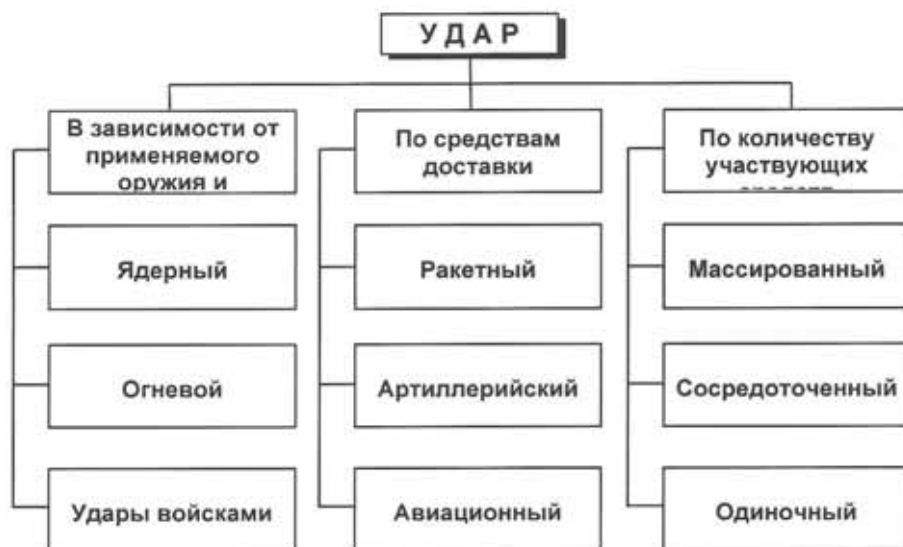 У Д А Р
В зависимости от
применяемого
оружия и
Ядерный
Огневой
Удары войсками
По средствам
доставки
Ракетный
Артиллерийский
Авиационный
По количеству
участвующих
Массированный
Сосредоточенный
Одиночный